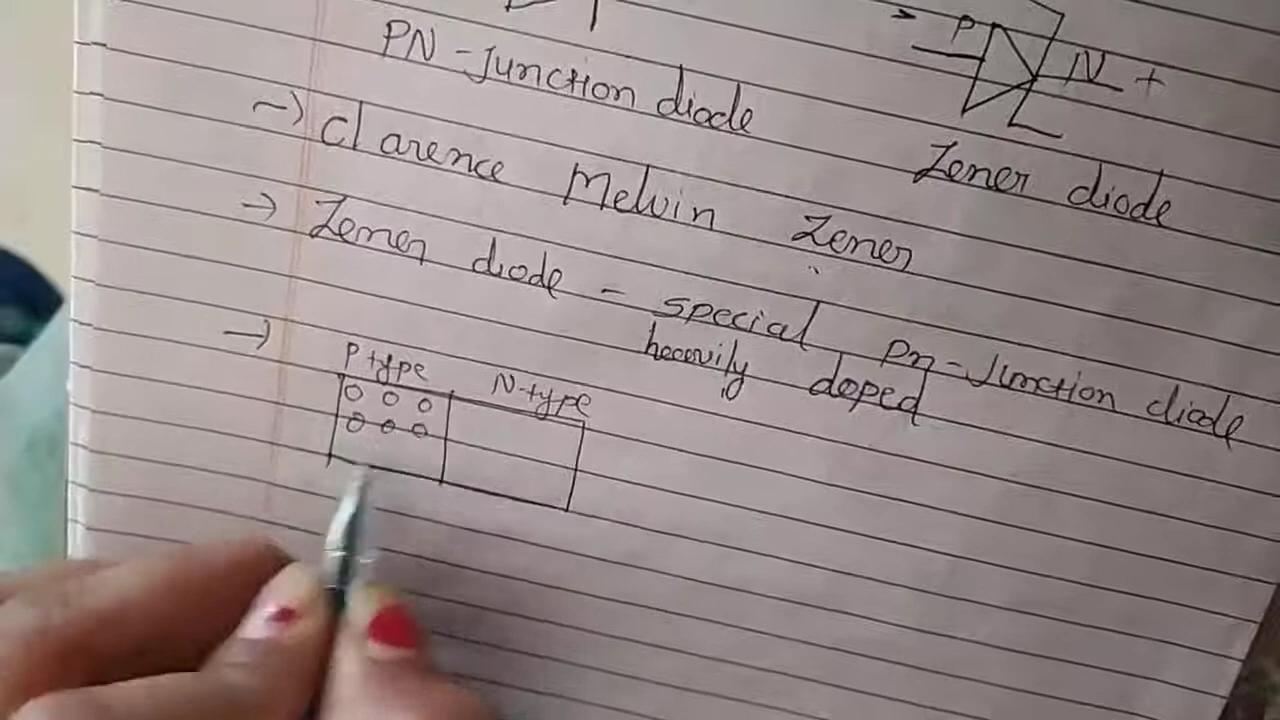 P N +
PN-Junction diode
Zener diode
→ Clarence Melvin Zener
→ Zener diode - special pn-Junction diode
heavily doped
→
P type N-type